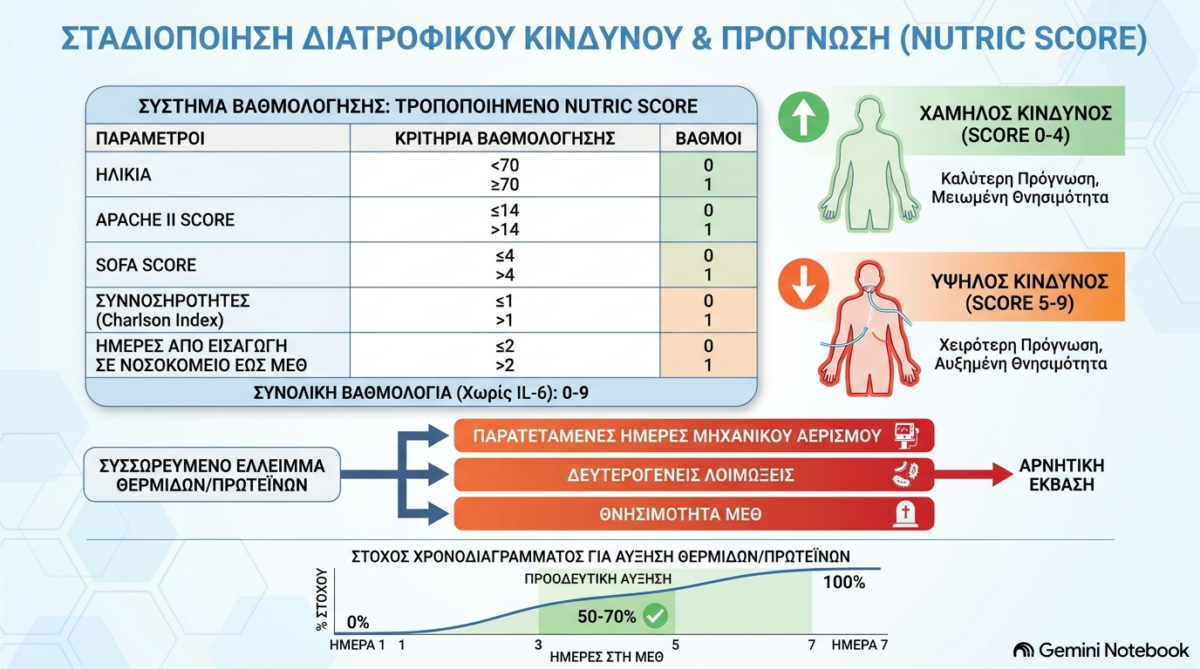 ΣΤΑΔΙΟΠΟΙΗΣΗ ΔΙΑΤΡΟΦΙΚΟΥ ΚΙΝΔΥΝΟΥ & ΠΡΟΓΝΩΣΗ (NUTRIC SCORE)
ΣΥΣΤΗΜΑ ΒΑΘΜΟΛΟΓΗΣΗΣ: ΤΡΟΠΟΠΟΙΗΜΕΝΟ NUTRIC SCORE
ΠΑΡΑΜΕΤΡΟΙ ΚΡΙΤΗΡΙΑ ΒΑΘΜΟΛΟΓΗΣΗΣ ΒΑΘΜΟΙ
ΗΛΙΚΙΑ
<70 0
≥70 1
APACHE II SCORE
≤14 0
>14 1
SOFA SCORE
≤4 0
>4 1
ΣΥΝΝΟΣΗΡΟΤΗΤΕΣ
(Charlson Index)
≤1 0
>1 1
ΗΜΕΡΕΣ ΑΠΟ ΕΙΣΑΓΩΓΗ
ΣΕ ΝΟΣΟΚΟΜΕΙΟ ΕΩΣ ΜΕΘ
≤2 0
>2 1
ΣΥΝΟΛΙΚΗ ΒΑΘΜΟΛΟΓΙΑ (Χωρίς IL-6): 0-9
ΧΑΜΗΛΟΣ ΚΙΝΔΥΝΟΣ
(SCORE 0-4)
Καλύτερη Πρόγνωση,
Μειωμένη Θνησιμότητα
ΥΨΗΛΟΣ ΚΙΝΔΥΝΟΣ
(SCORE 5-9)
Χειρότερη Πρόγνωση,
Αυξημένη Θνησιμότητα
ΣΥΣΣΩΡΕΥΜΕΝΟ ΕΛΛΕΙΜΜΑ
ΘΕΡΜΙΔΩΝ/ΠΡΩΤΕΪΝΩΝ
ΠΑΡΑΤΕΤΑΜΕΝΕΣ ΗΜΕΡΕΣ ΜΗΧΑΝΙΚΟΥ ΑΕΡΙΣΜΟΥ
ΔΕΥΤΕΡΟΓΕΝΕΙΣ ΛΟΙΜΩΞΕΙΣ
ΘΝΗΣΙΜΟΤΗΤΑ ΜΕΘ
ΑΡΝΗΤΙΚΗ
ΕΚΒΑΣΗ
ΣΤΟΧΟΣ ΧΡΟΝΟΔΙΑΓΡΑΜΜΑΤΟΣ ΓΙΑ ΑΥΞΗΣΗ ΘΕΡΜΙΔΩΝ/ΠΡΩΤΕΪΝΩΝ
% ΣΤΟΧΟΥ
ΠΡΟΟΔΕΥΤΙΚΗ ΑΥΞΗΣΗ
0%
50-70%
100%
ΗΜΕΡΑ 1 1 3 5 7 ΗΜΕΡΑ 7
ΗΜΕΡΕΣ ΣΤΗ ΜΕΘ
Gemini Notebook